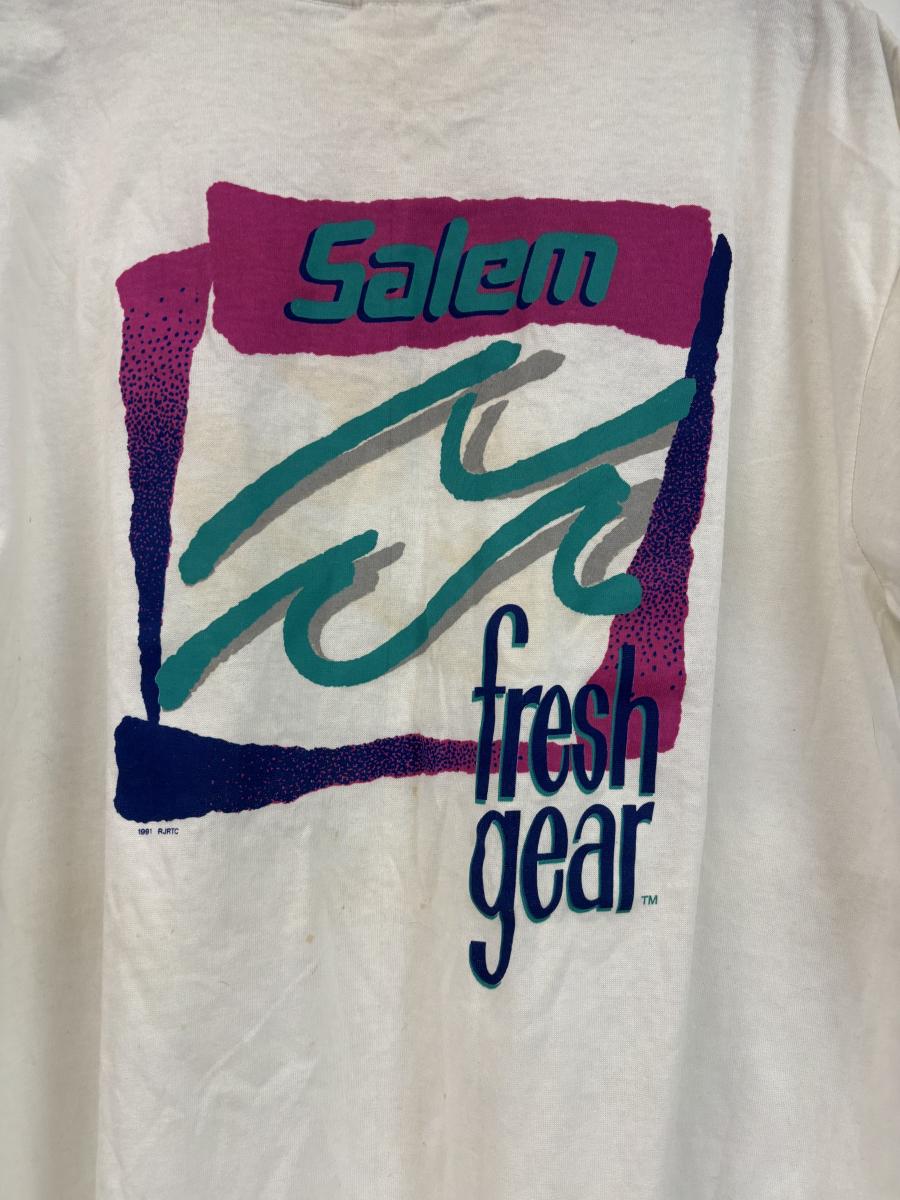 Salem
fresh
gear TM
1991 RJRTC